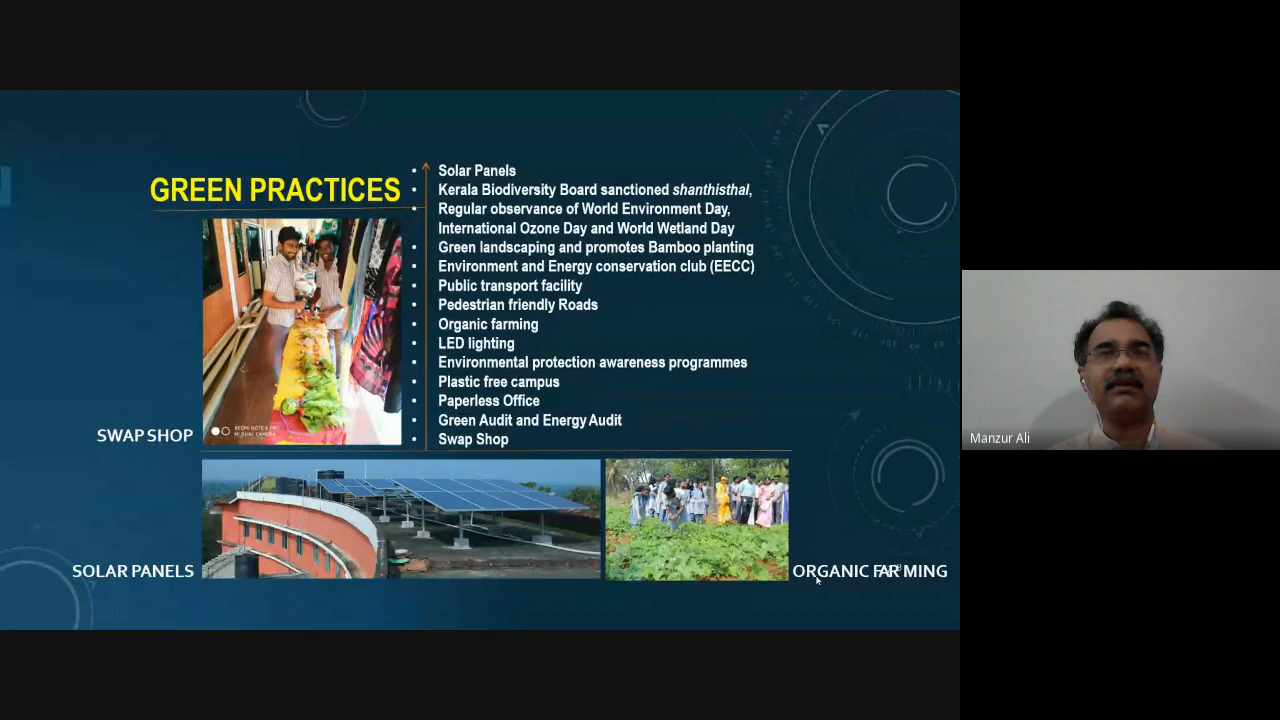 GREEN PRACTICES
• Solar Panels
• Kerala Biodiversity Board sanctioned shanthisthal,
• Regular observance of World Environment Day,
International Ozone Day and World Wetland Day
• Green landscaping and promotes Bamboo planting
• Environment and Energy conservation club (EECC)
• Public transport facility
• Pedestrian friendly Roads
• Organic farming
• LED lighting
• Environmental protection awareness programmes
• Plastic free campus
• Paperless Office
• Green Audit and Energy Audit
• Swap Shop
SWAP SHOP
SOLAR PANELS
ORGANIC FARMING
Manzur Ali